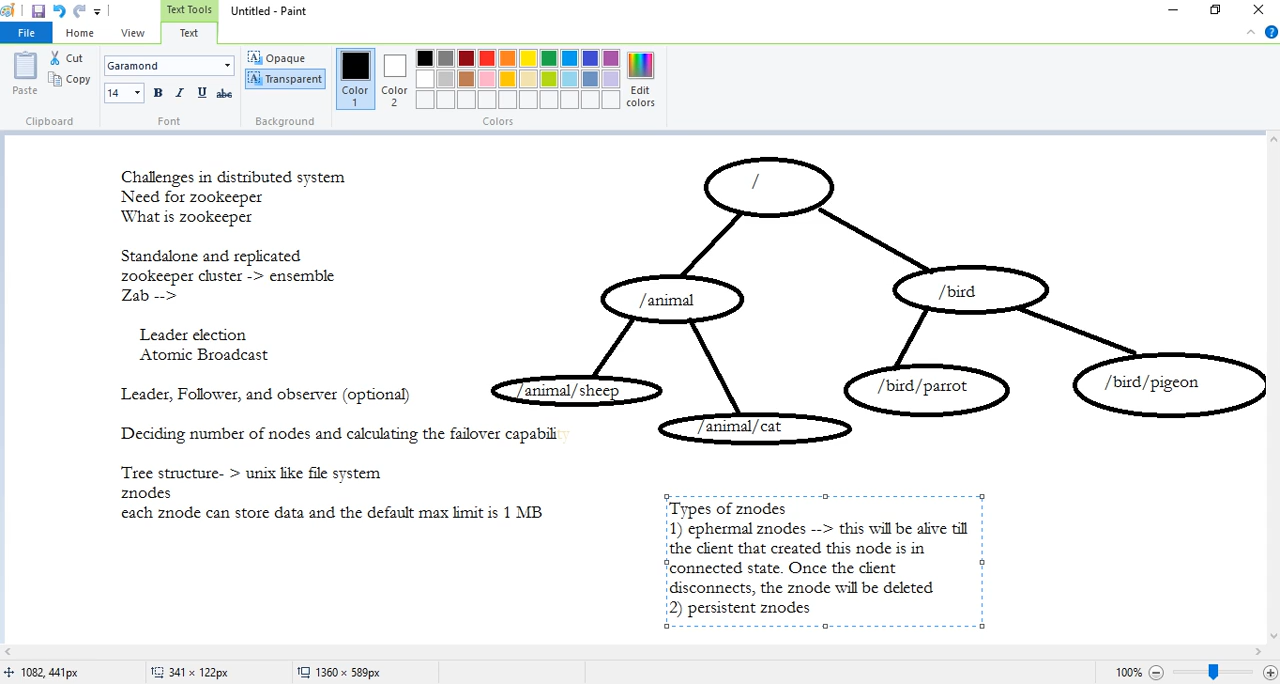 Text Tools
Untitled - Paint
File
Home
View
Text
Paste
Cut
Copy
Clipboard
Garamond
14
B I U abc
Font
Opaque
Transparent
Background
Color 1
Color 2
Edit colors
Colors
Challenges in distributed system
Need for zookeeper
What is zookeeper
Standalone and replicated
zookeeper cluster -> ensemble
Zab -->
Leader election
Atomic Broadcast
Leader, Follower, and observer (optional)
Deciding number of nodes and calculating the failover capability
Tree structure- > unix like file system
znodes
each znode can store data and the default max limit is 1 MB
/
/animal
/bird
/animal/sheep
/animal/cat
/bird/parrot
/bird/pigeon
Types of znodes
1) ephermal znodes --> this will be alive till
the client that created this node is in
connected state. Once the client
disconnects, the znode will be deleted
2) persistent znodes
1082, 441px
341 × 122px
1360 × 589px
100%